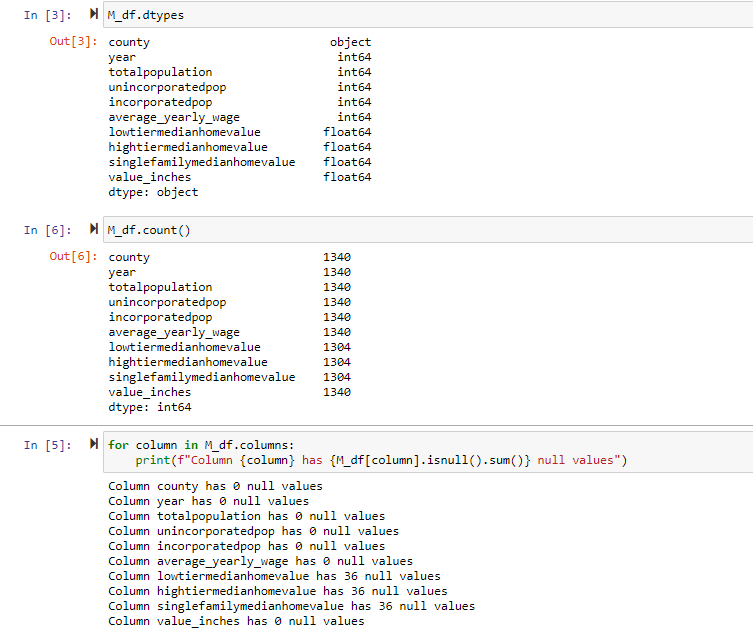 In [3]: M_df.dtypes
Out[3]: county object
year int64
totalpopulation int64
unincorporatedpop int64
incorporatedpop int64
average_yearly_wage int64
lowtiermedianhomevalue float64
hightiermedianhomevalue float64
singlefamilymedianhomevalue float64
value_inches float64
dtype: object
In [6]: M_df.count()
Out[6]: county 1340
year 1340
totalpopulation 1340
unincorporatedpop 1340
incorporatedpop 1340
average_yearly_wage 1340
lowtiermedianhomevalue 1304
hightiermedianhomevalue 1304
singlefamilymedianhomevalue 1304
value_inches 1340
dtype: int64
In [5]: for column in M_df.columns:
print(f"Column {column} has {M_df[column].isnull().sum()} null values")
Column county has 0 null values
Column year has 0 null values
Column totalpopulation has 0 null values
Column unincorporatedpop has 0 null values
Column incorporatedpop has 0 null values
Column average_yearly_wage has 0 null values
Column lowtiermedianhomevalue has 36 null values
Column hightiermedianhomevalue has 36 null values
Column singlefamilymedianhomevalue has 36 null values
Column value_inches has 0 null values